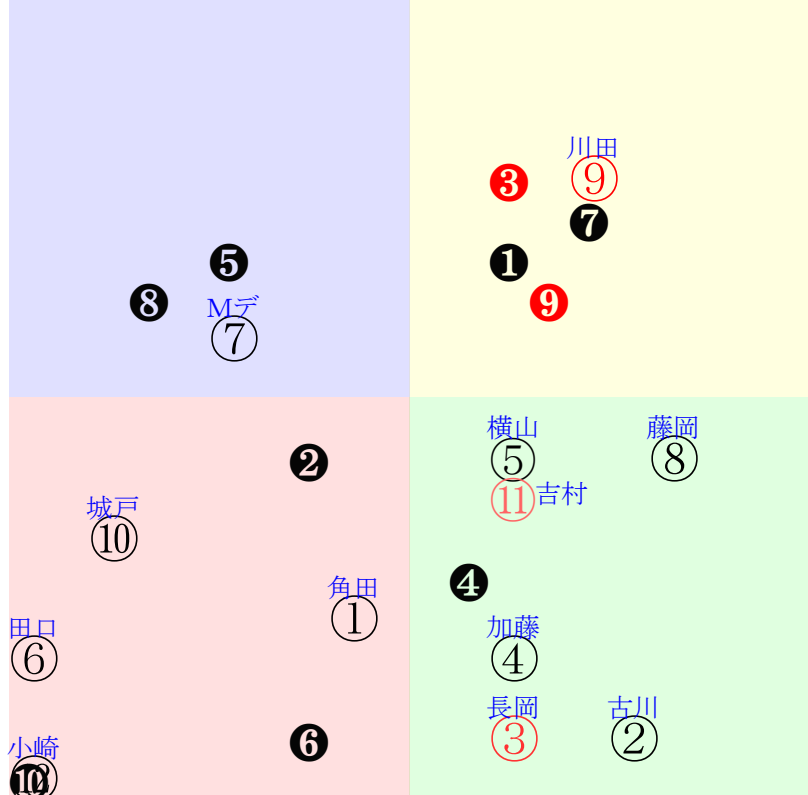 川田
❸ ⑨
❼
❺ ❶
❽ Mデ ❾
⑦
横山 藤岡
❷ ⑤ ⑧
城戸 ⑪ 吉村
⑩
角田 ❹
田口 ① 加藤
⑥ ④
長岡 古川
小崎 ❻ ③ ②